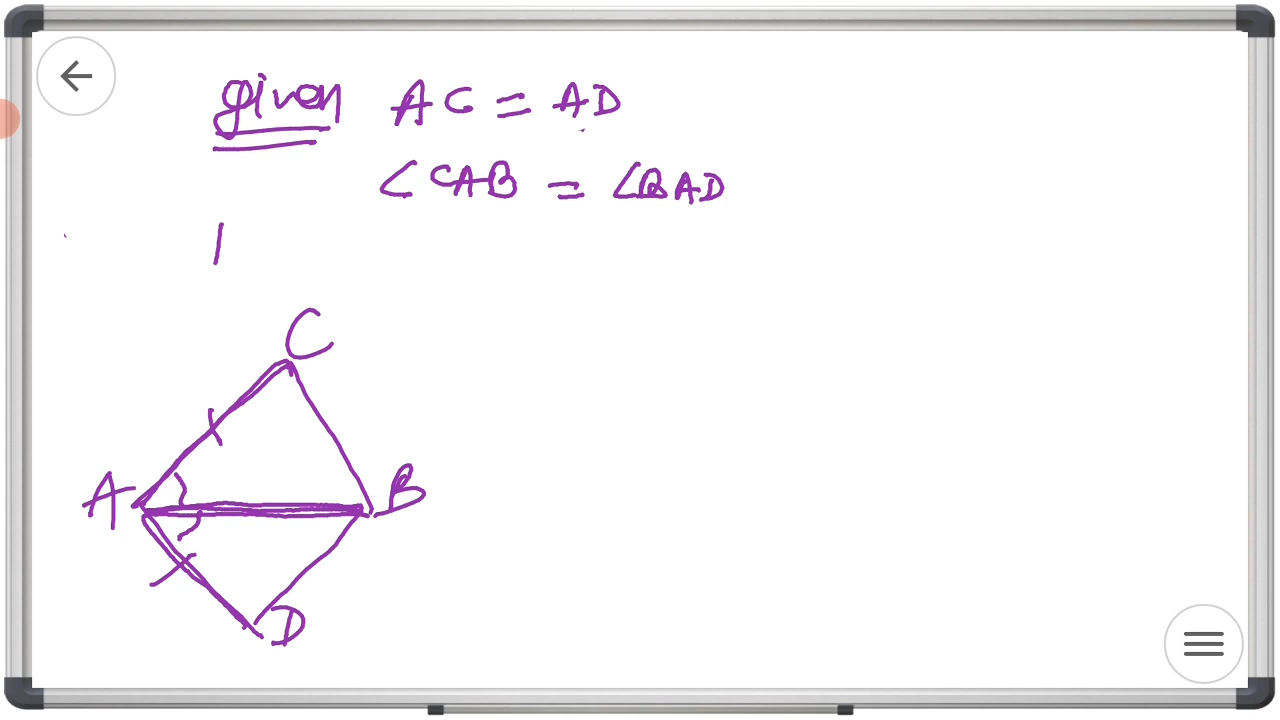 given AC = AD
∠CAB = ∠BAD
C
A
B
D